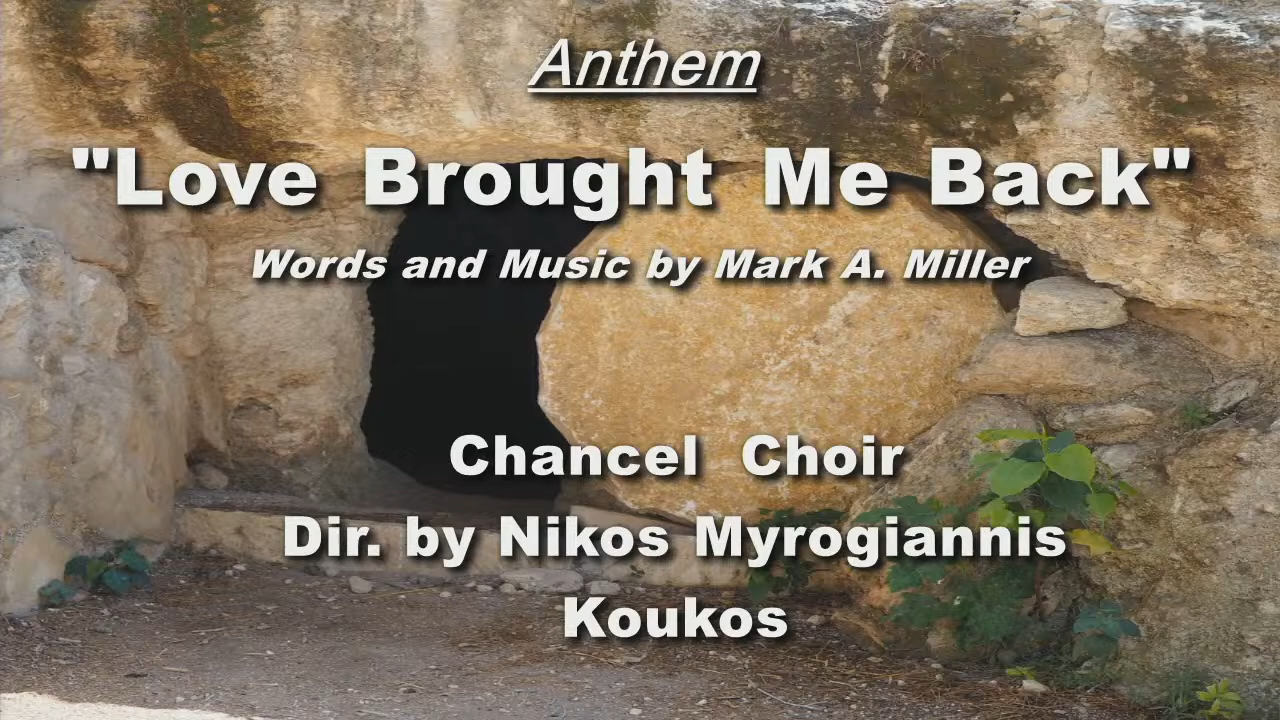 Anthem
"Love Brought Me Back"
Words and Music by Mark A. Miller
Chancel Choir
Dir. by Nikos Myrogiannis
Koukos